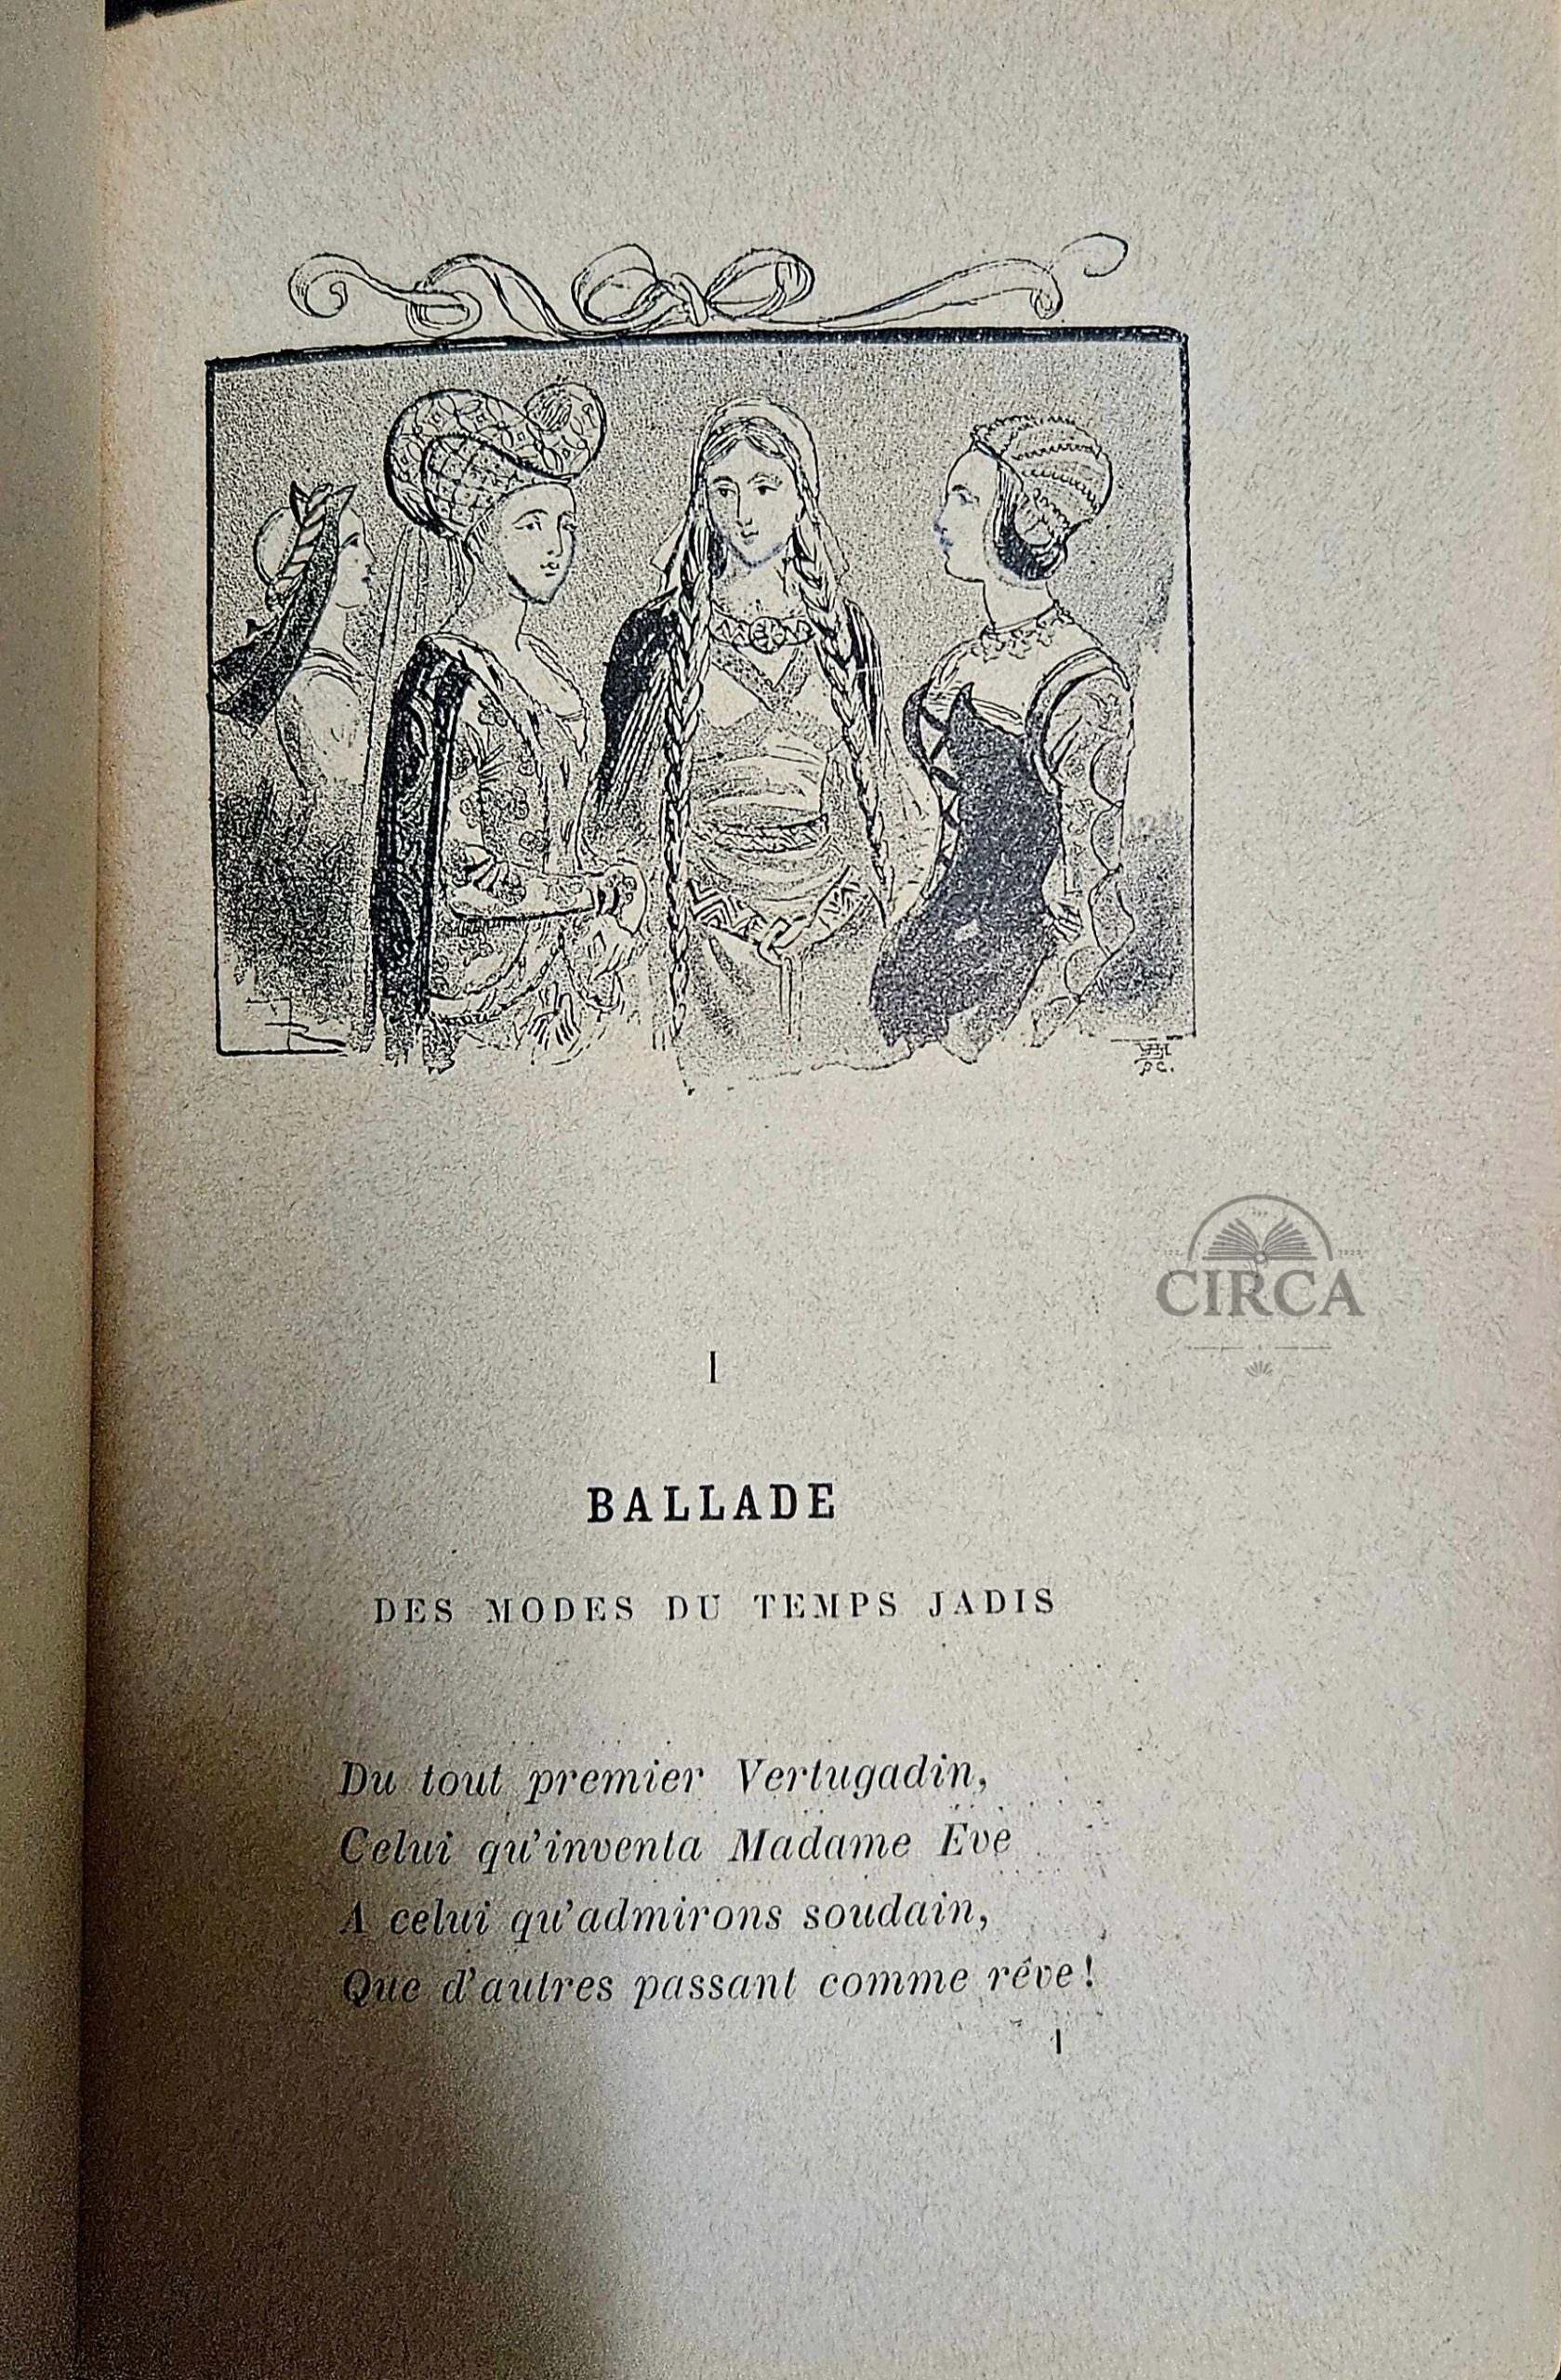 CIRCA
I
BALLADE
DES MODES DU TEMPS JADIS
Du tout premier Vertugadin,
Celui qu'inventa Madame Eve
A celui qu'admirons soudain,
Que d'autres passant comme rêve!
1